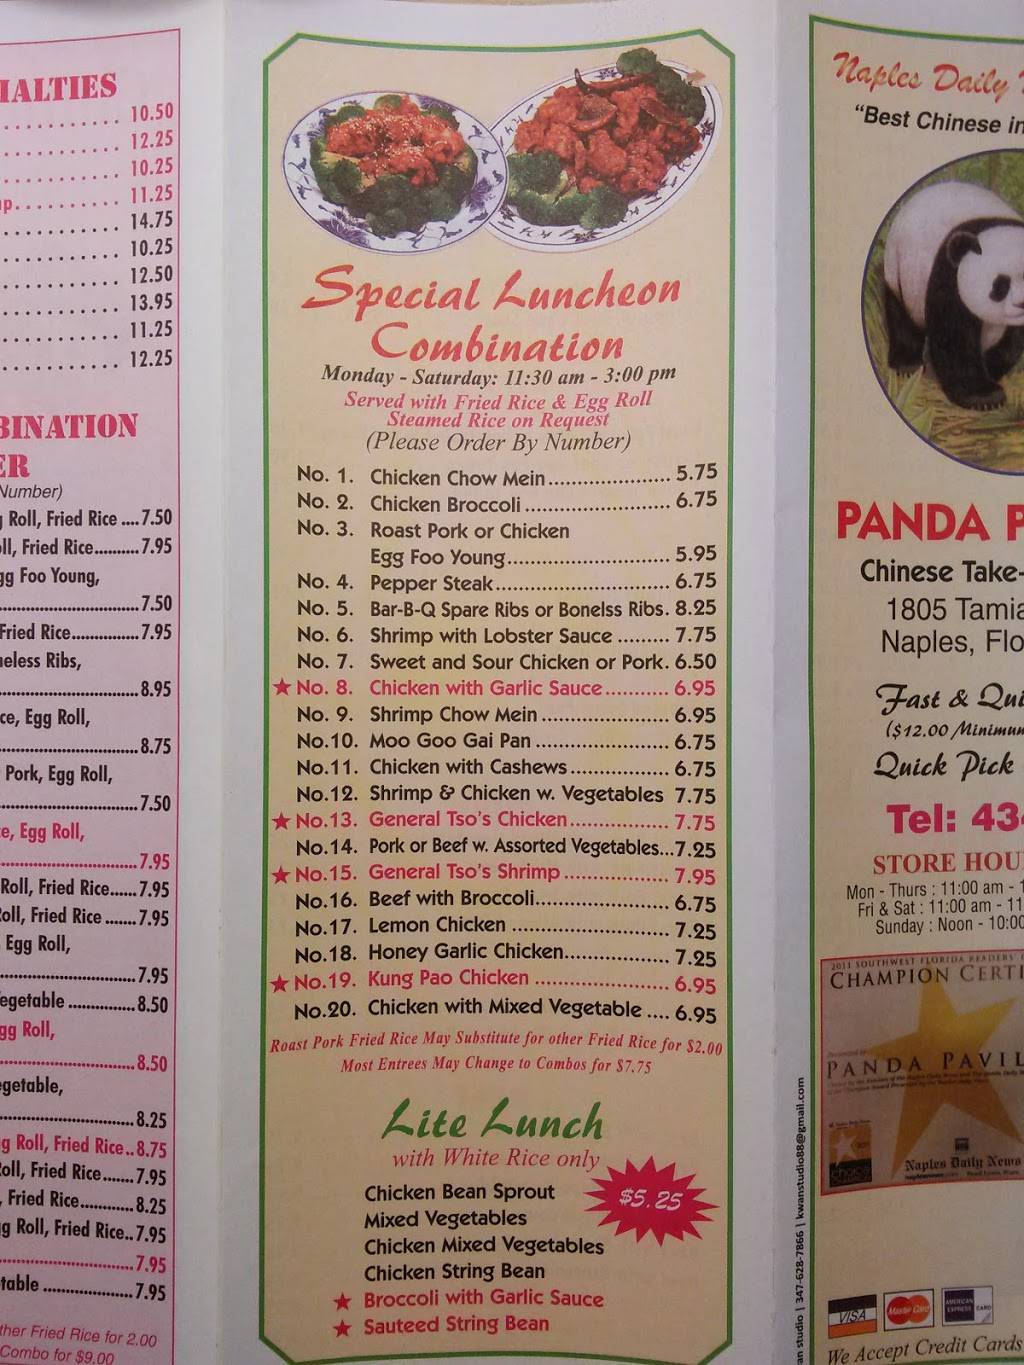 IALTIES
.......... 10.50
.......... 12.25
.......... 10.25
.......... 11.25
.......... 14.75
.......... 10.25
.......... 12.50
.......... 13.95
.......... 11.25
.......... 12.25
BINATION
ER
Number)
Roll, Fried Rice ....7.50
ll, Fried Rice..........7.95
gg Foo Young,
7.50
Fried Rice...............7.95
neless Ribs,
8.95
ce, Egg Roll,
8.75
Pork, Egg Roll,
7.50
e, Egg Roll,
7.95
Roll, Fried Rice......7.95
Roll, Fried Rice .......7.95
Egg Roll,
7.95
egetable ...............8.50
gg Roll,
8.50
egetable,
8.25
g Roll, Fried Rice..8.75
oll, Fried Rice.......7.95
, Fried Rice............8.25
gg Roll, Fried Rice..7.95
7.95
table ....................7.95
ther Fried Rice for 2.00
Combo for $9.00
Special Luncheon
Combination
Monday - Saturday: 11:30 am - 3:00 pm
Served with Fried Rice & Egg Roll
Steamed Rice on Request
(Please Order By Number)
No. 1. Chicken Chow Mein..................... 5.75
No. 2. Chicken Broccoli ......................... 6.75
No. 3. Roast Pork or Chicken
Egg Foo Young............................ 5.95
No. 4. Pepper Steak.............................. 6.75
No. 5. Bar-B-Q Spare Ribs or Bonelss Ribs. 8.25
No. 6. Shrimp with Lobster Sauce ......... 7.75
No. 7. Sweet and Sour Chicken or Pork. 6.50
★ No. 8. Chicken with Garlic Sauce........... 6.95
No. 9. Shrimp Chow Mein ...................... 6.95
No.10. Moo Goo Gai Pan ....................... 6.75
No.11. Chicken with Cashews................. 6.75
No.12. Shrimp & Chicken w. Vegetables 7.75
★ No.13. General Tso's Chicken................. 7.75
No.14. Pork or Beef w. Assorted Vegetables...7.25
★ No.15. General Tso's Shrimp .................. 7.95
No.16. Beef with Broccoli....................... 6.75
No.17. Lemon Chicken ........................... 7.25
No.18. Honey Garlic Chicken.................. 7.25
★ No.19. Kung Pao Chicken ....................... 6.95
No.20. Chicken with Mixed Vegetable .... 6.95
Roast Pork Fried Rice May Substitute for other Fried Rice for $2.00
Most Entrees May Change to Combos for $7.75
Lite Lunch
with White Rice only
$5.25
Chicken Bean Sprout
Mixed Vegetables
Chicken Mixed Vegetables
Chicken String Bean
★ Broccoli with Garlic Sauce
★ Sauteed String Bean
an studio | 347-628-7866 | kwanstudio88@gmail.com
Naples Daily
"Best Chinese in
PANDA P
Chinese Take-
1805 Tamia
Naples, Flo
Fast & Qui
($12.00 Minimum
Quick Pick
Tel: 434
STORE HOU
Mon - Thurs : 11:00 am - 1
Fri & Sat : 11:00 am - 11
Sunday : Noon - 10:00
2011 SOUTHWEST FLORIDA READERS'
CHAMPION CERTI
PANDA PAVIL
choice
Naples Daily News
VISA
Master Card
AMERICAN EXPRESS CARD
We Accept Credit Cards